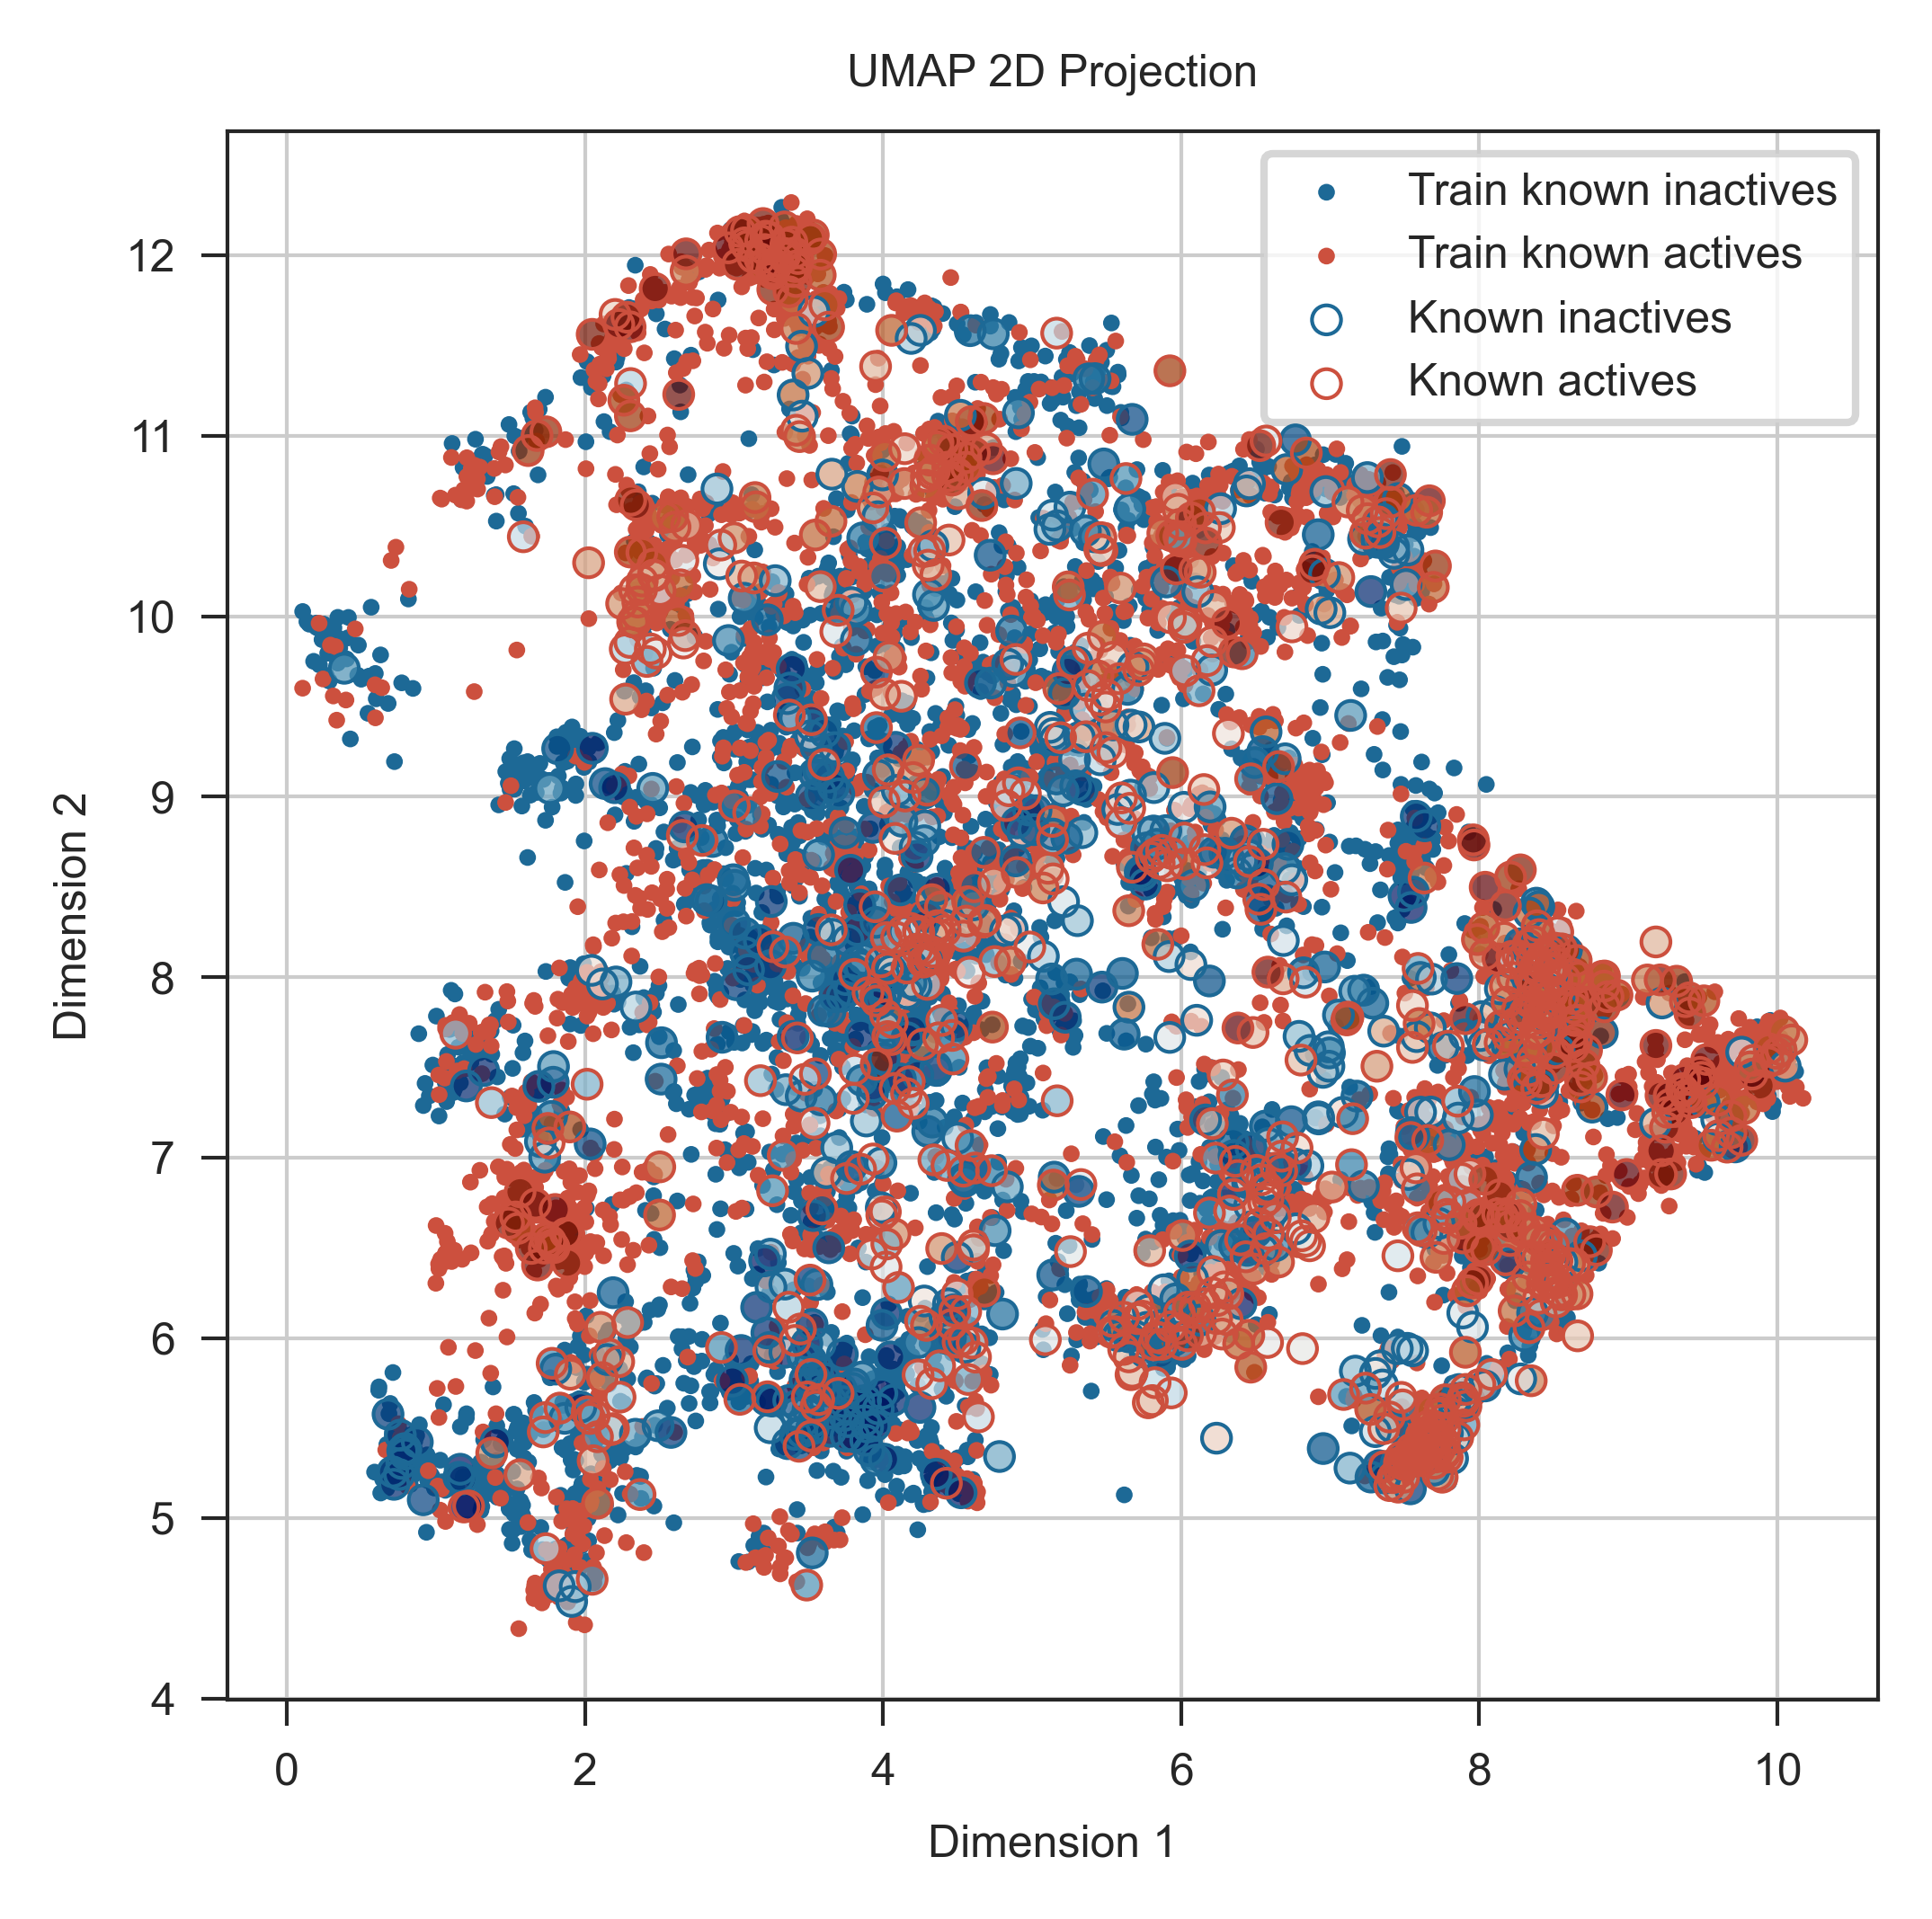 UMAP 2D Projection
Train known inactives
Train known actives
Known inactives
Known actives
12
11
10
9
8
7
6
5
4
Dimension 2
0 2 4 6 8 10
Dimension 1